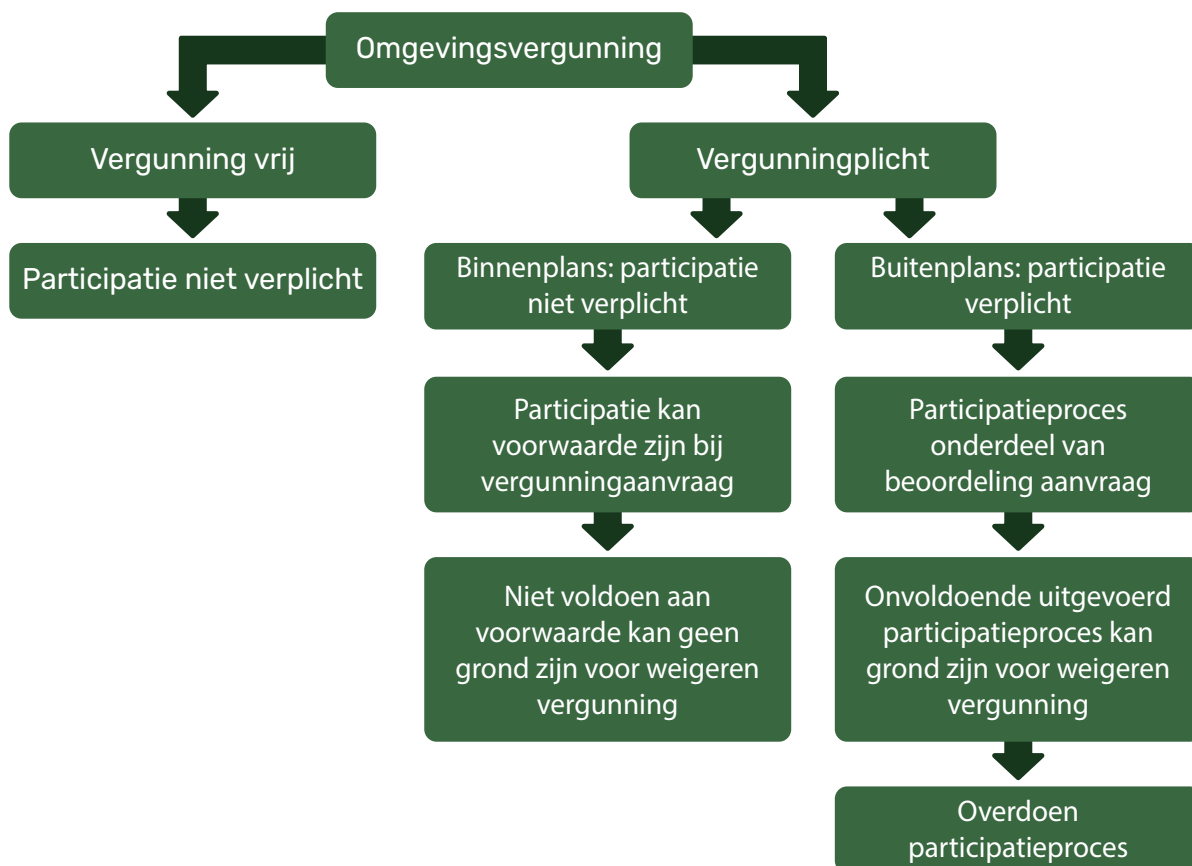 Omgevingsvergunning
Vergunning vrij
Vergunningplicht
Participatie niet verplicht
Binnenplans: participatie
niet verplicht
Buitenplans: participatie
verplicht
Participatie kan
voorwaarde zijn bij
vergunningaanvraag
Participatieproces
onderdeel van
beoordeling aanvraag
Niet voldoen aan
voorwaarde kan geen
grond zijn voor weigeren
vergunning
Onvoldoende uitgevoerd
participatieproces kan
grond zijn voor weigeren
vergunning
Overdoen
participatieproces